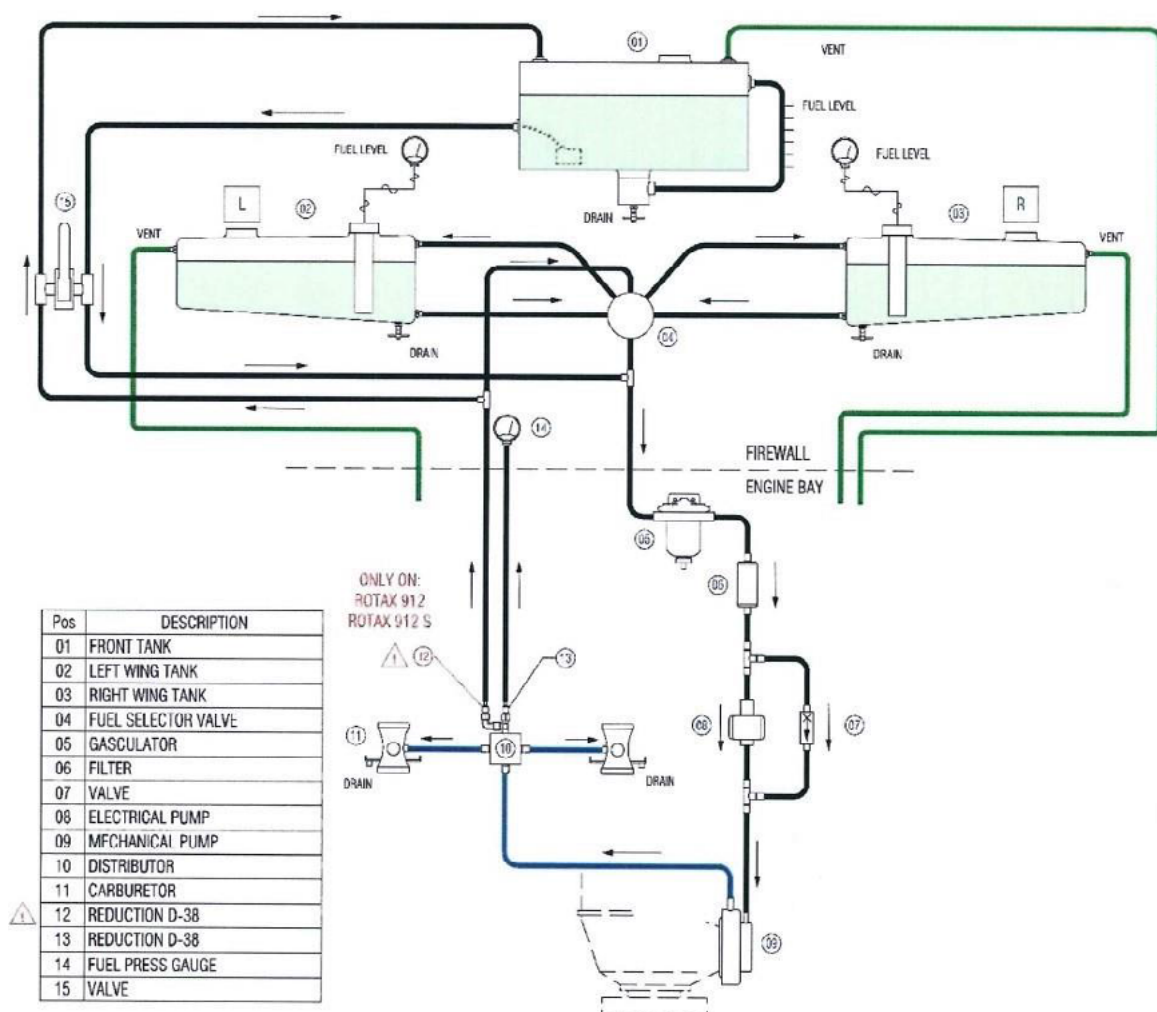 01
VENT
FUEL LEVEL
FUEL LEVEL
FUEL LEVEL
15
L
02
DRAIN
03
R
VENT
VENT
04
DRAIN
DRAIN
14
FIREWALL
ENGINE BAY
05
06
ONLY ON:
ROTAX 912
ROTAX 912 S
12
13
11
10
08
07
DRAIN
DRAIN
09
Pos DESCRIPTION
01 FRONT TANK
02 LEFT WING TANK
03 RIGHT WING TANK
04 FUEL SELECTOR VALVE
05 GASCULATOR
06 FILTER
07 VALVE
08 ELECTRICAL PUMP
09 MECHANICAL PUMP
10 DISTRIBUTOR
11 CARBURETOR
12 REDUCTION D-38
13 REDUCTION D-38
14 FUEL PRESS GAUGE
15 VALVE